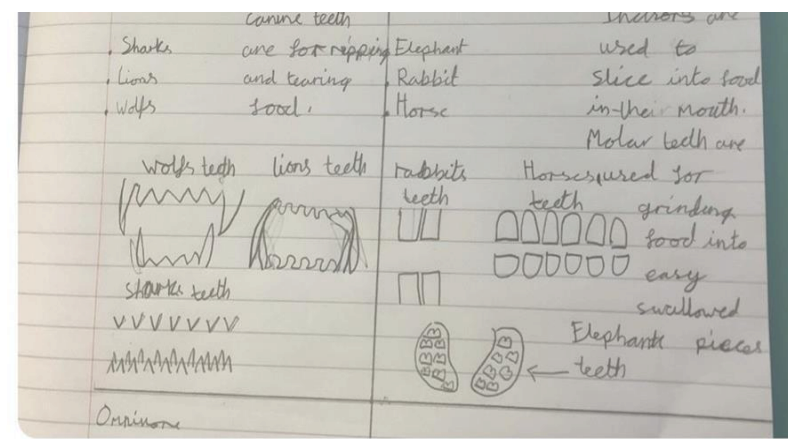 Canine teeth
. Sharks are for ripping
. Lions and tearing
. Wolfs food.
Incisors are
. Elephant used to
. Rabbit slice into food
. Horse in their mouth.
Molar teeth are
used for
grinding
food into
easy
swallowed
pieces
wolfs teeth lions teeth
sharks teeth
rabbits
teeth
Horses
teeth
Elephants
teeth
Omnivore